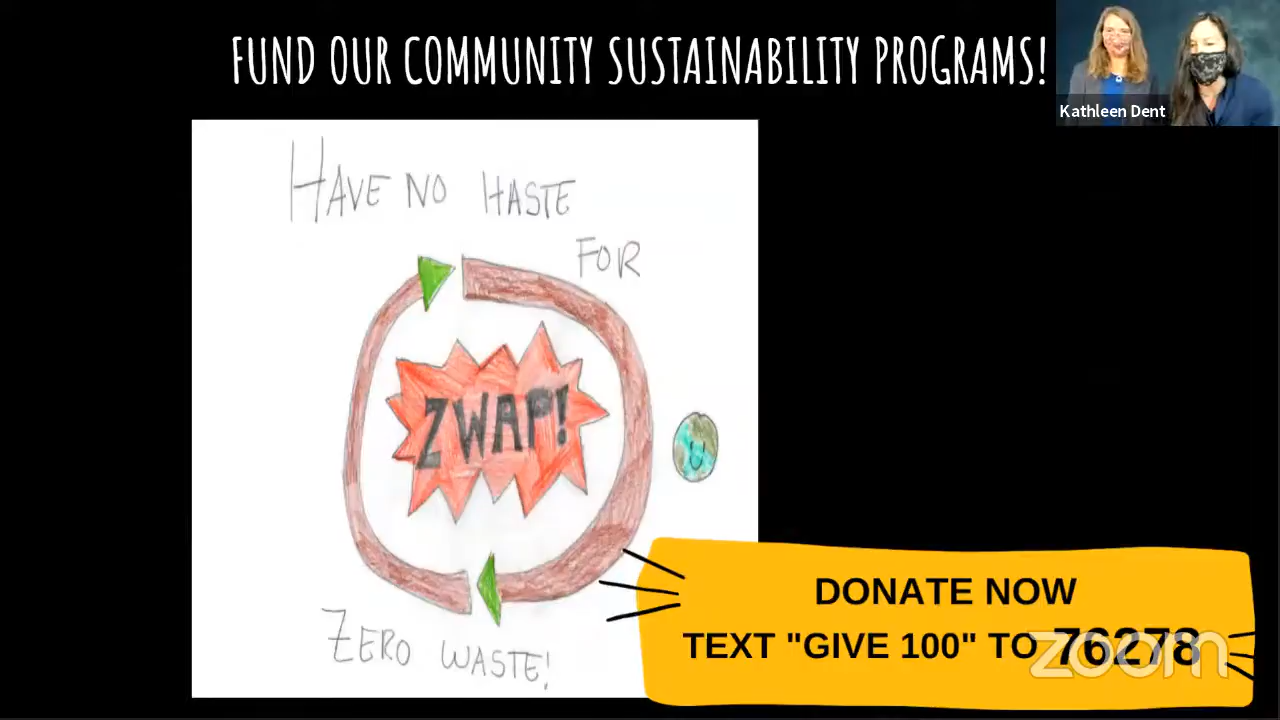 FUND OUR COMMUNITY SUSTAINABILITY PROGRAMS!
Kathleen Dent
HAVE NO HASTE
FOR
ZWAP!
U
ZERO WASTE!
DONATE NOW
TEXT "GIVE 100" TO 76278
zoom